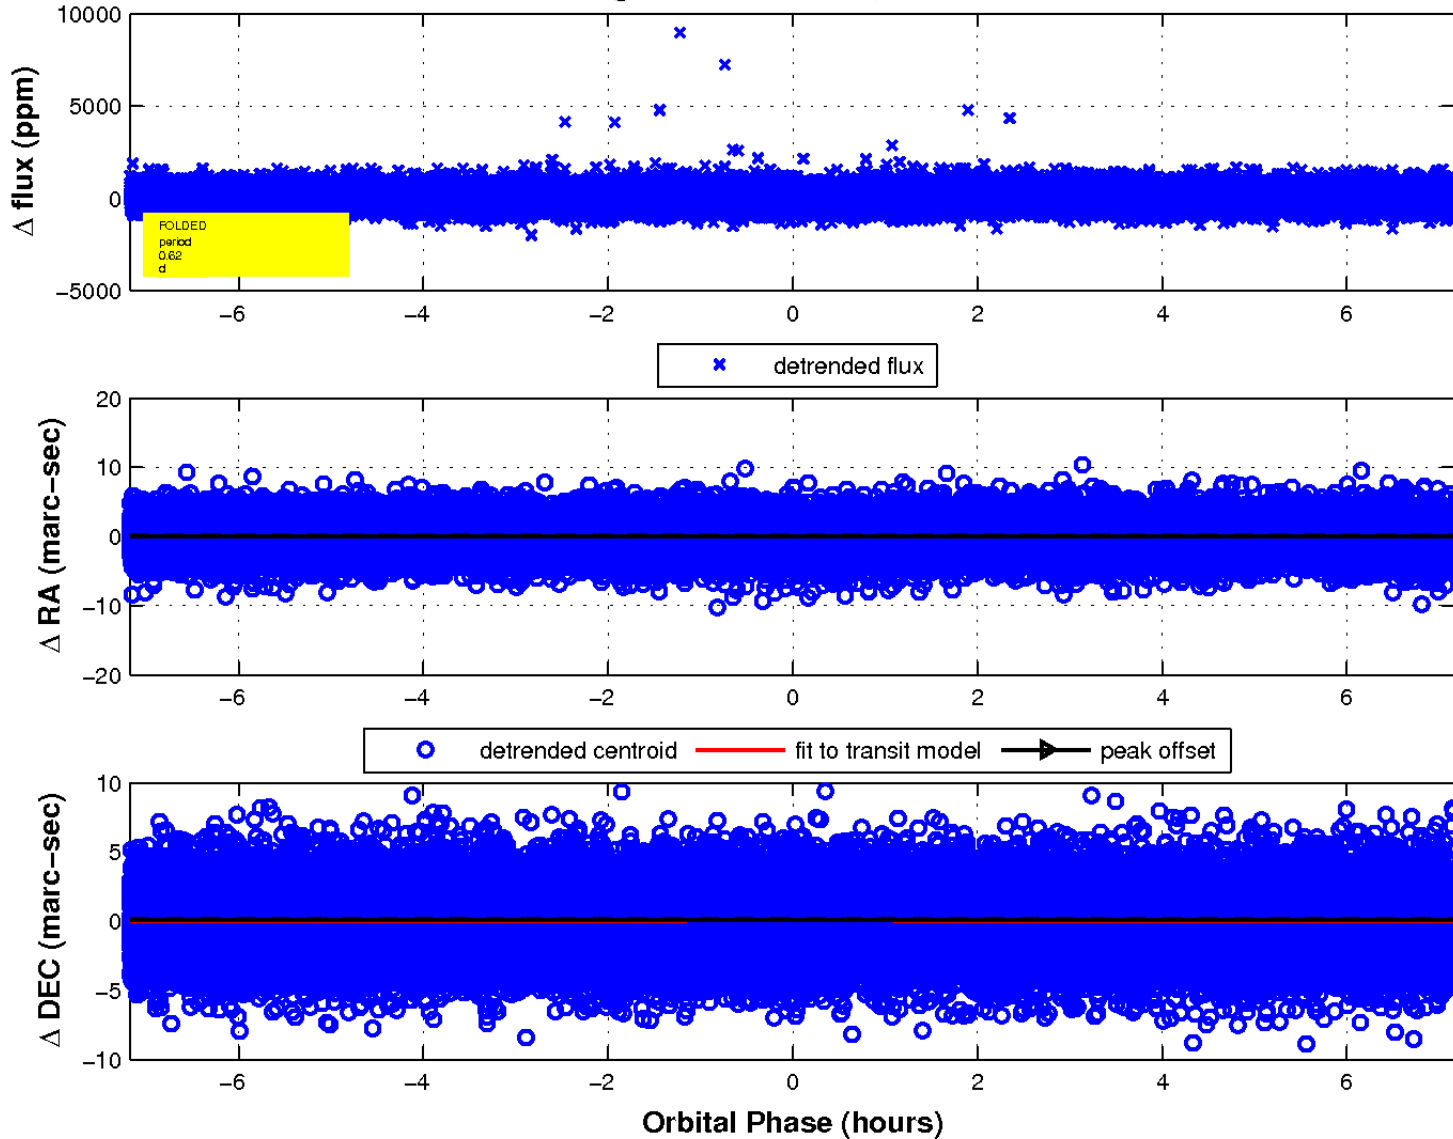 10000
5000
0
−5000
Δ flux (ppm)
FOLDED
period
0.62
d
−6 −4 −2 0 2 4 6
detrended flux
20
10
0
−10
−20
Δ RA (marc−sec)
−6 −4 −2 0 2 4 6
detrended centroid fit to transit model peak offset
10
5
0
−5
−10
Δ DEC (marc−sec)
−6 −4 −2 0 2 4 6
Orbital Phase (hours)